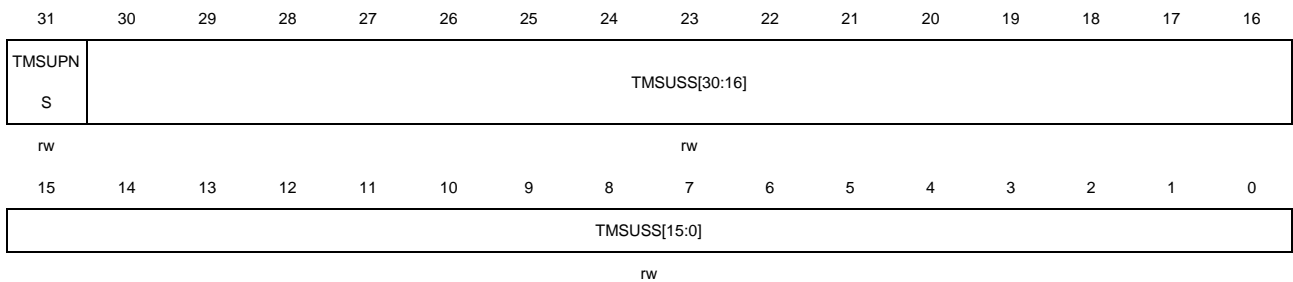 31 30 29 28 27 26 25 24 23 22 21 20 19 18 17 16
TMSUPN
S
TMSUSS[30:16]
rw rw
15 14 13 12 11 10 9 8 7 6 5 4 3 2 1 0
TMSUSS[15:0]
rw